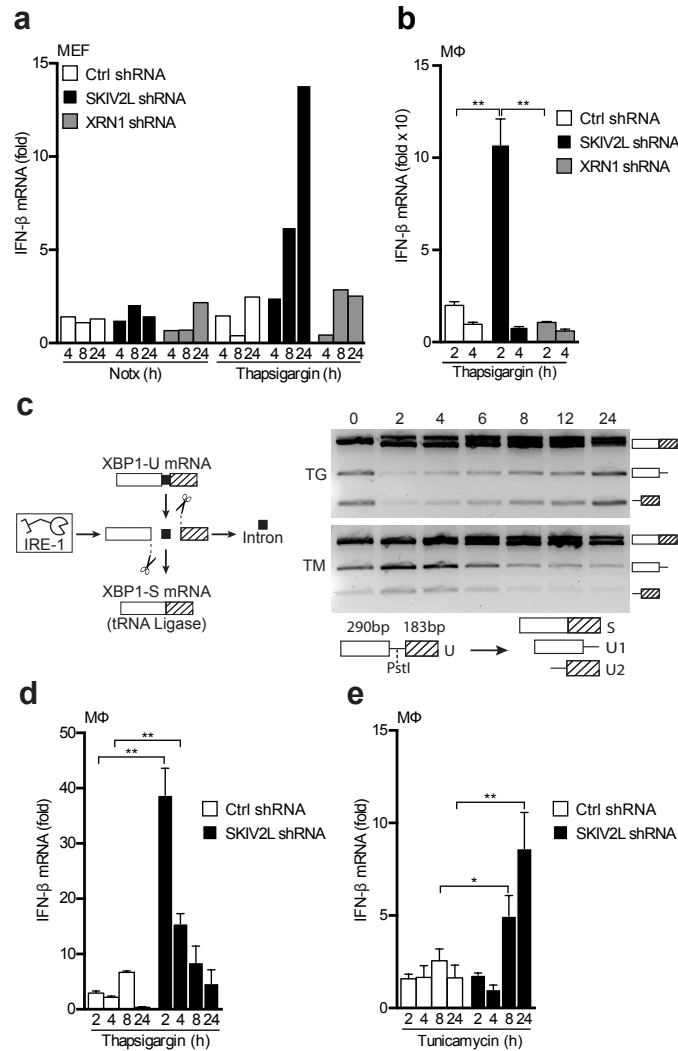 a
MEF
Ctrl shRNA
SKIV2L shRNA
XRN1 shRNA
IFN-β mRNA (fold)
15
10
5
0
4 8 24 4 8 24 4 8 24 4 8 24 4 8 24 4 8 24
Notx (h) Thapsigargin (h)
b
MΦ
Ctrl shRNA
SKIV2L shRNA
XRN1 shRNA
** **
IFN-β mRNA (fold x 10)
15
10
5
0
2 4 2 4 2 4
Thapsigargin (h)
c
XBP1-U mRNA
IRE-1
Intron
XBP1-S mRNA
(tRNA Ligase)
0 2 4 6 8 12 24
TG
TM
290bp 183bp
U
PstI
S
U1
U2
d
MΦ
**
**
Ctrl shRNA
SKIV2L shRNA
IFN-β mRNA (fold)
50
40
30
20
10
0
2 4 8 24 2 4 8 24
Thapsigargin (h)
e
MΦ
Ctrl shRNA
SKIV2L shRNA
**
*
IFN-β mRNA (fold)
15
10
5
0
2 4 8 24 2 4 8 24
Tunicamycin (h)